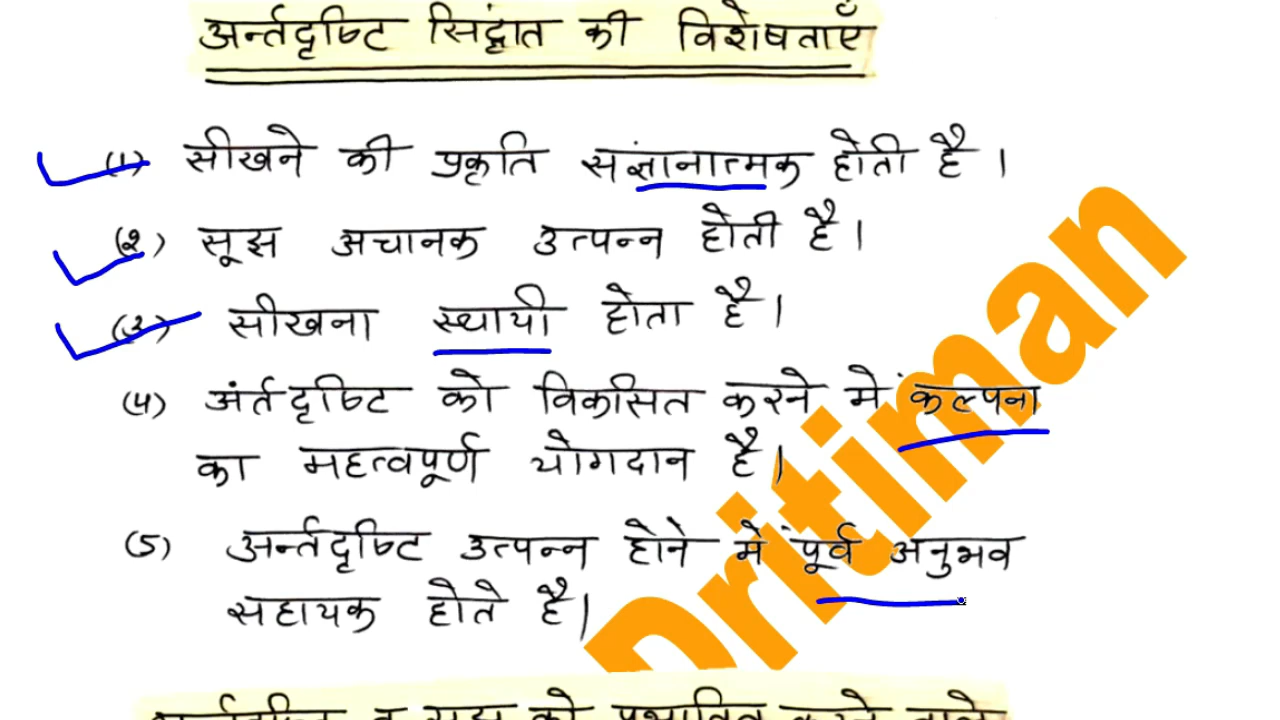 अर्न्तदृष्टि सिद्धांत की विशेषताएँ
(1) सीखने की प्रकृति संज्ञानात्मक होती है।
(2) सूझ अचानक उत्पन्न होती है।
(3) सीखना स्थायी होता है।
(4) अंर्तदृष्टि को विकसित करने में कल्पना
का महत्वपूर्ण योगदान है।
(5) अर्न्तदृष्टि उत्पन्न होने में पूर्व अनुभव
सहायक होते है।
Pritiman